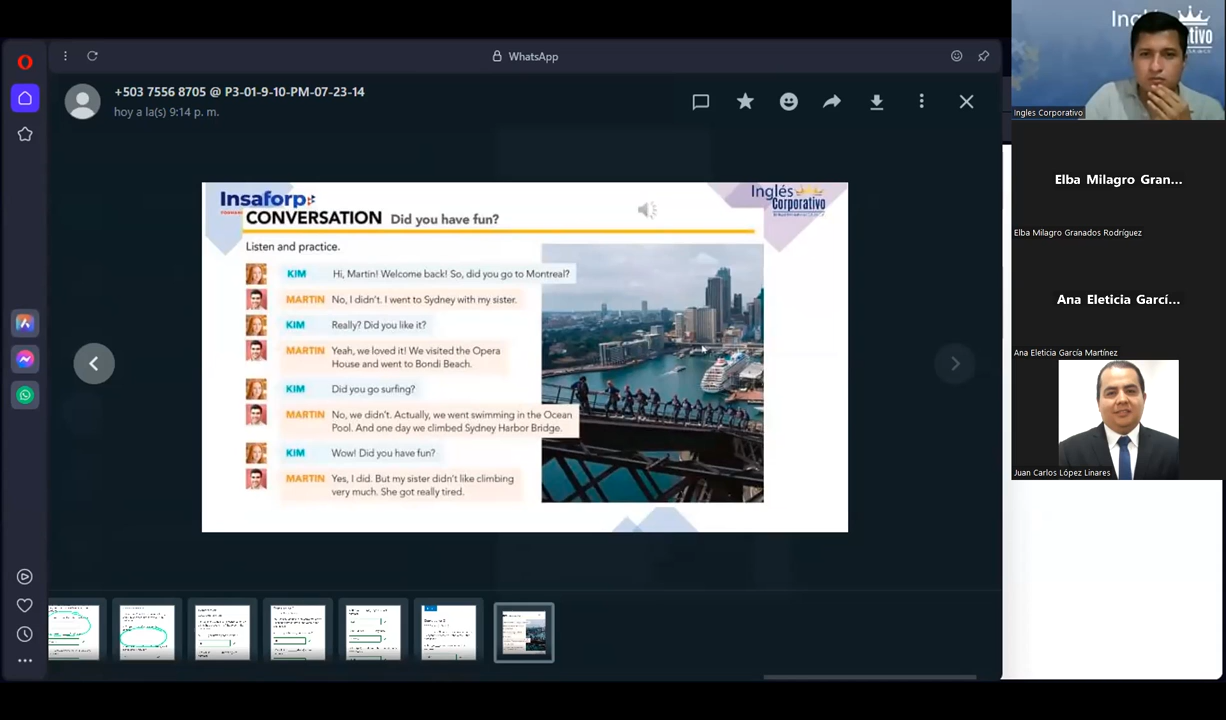 WhatsApp
+503 7556 8705 @ P3-01-9-10-PM-07-23-14
hoy a la(s) 9:14 p. m.
Insaforp
Inglés
Corporativo
CONVERSATION Did you have fun?
Listen and practice.
KIM Hi, Martin! Welcome back! So, did you go to Montreal?
MARTIN No, I didn't. I went to Sydney with my sister.
KIM Really? Did you like it?
MARTIN Yeah, we loved it! We visited the Opera
House and went to Bondi Beach.
KIM Did you go surfing?
MARTIN No, we didn't. Actually, we went swimming in the Ocean
Pool. And one day we climbed Sydney Harbor Bridge.
KIM Wow! Did you have fun?
MARTIN Yes, I did. But my sister didn't like climbing
very much. She got really tired.
Ingles Corporativo
Elba Milagro Gran...
Elba Milagro Granados Rodríguez
Ana Eleticia Garcí...
Ana Eleticia García Martínez
Juan Carlos López Linares